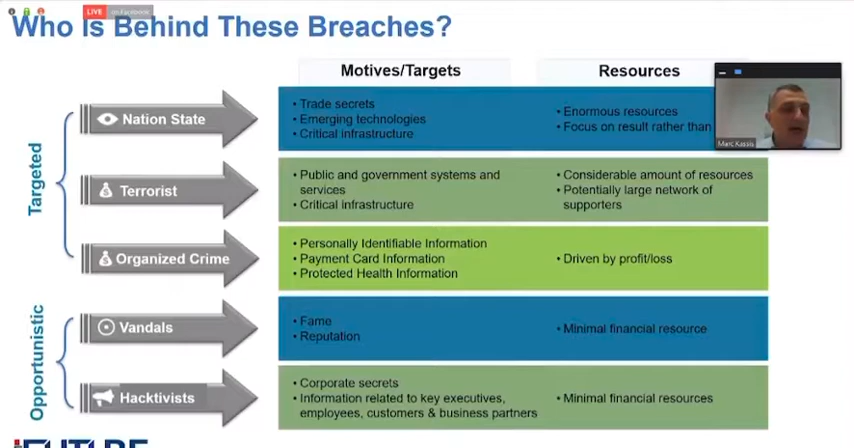 LIVE on Facebook
Who Is Behind These Breaches?
Motives/Targets
Resources
Targeted
Nation State
• Trade secrets
• Emerging technologies
• Critical infrastructure
• Enormous resources
• Focus on result rather than
Marc Kassis
Terrorist
• Public and government systems and
services
• Critical infrastructure
• Considerable amount of resources
• Potentially large network of
supporters
Organized Crime
• Personally Identifiable Information
• Payment Card Information
• Protected Health Information
• Driven by profit/loss
Opportunistic
Vandals
• Fame
• Reputation
• Minimal financial resource
Hacktivists
• Corporate secrets
• Information related to key executives,
employees, customers & business partners
• Minimal financial resources
FUTURE